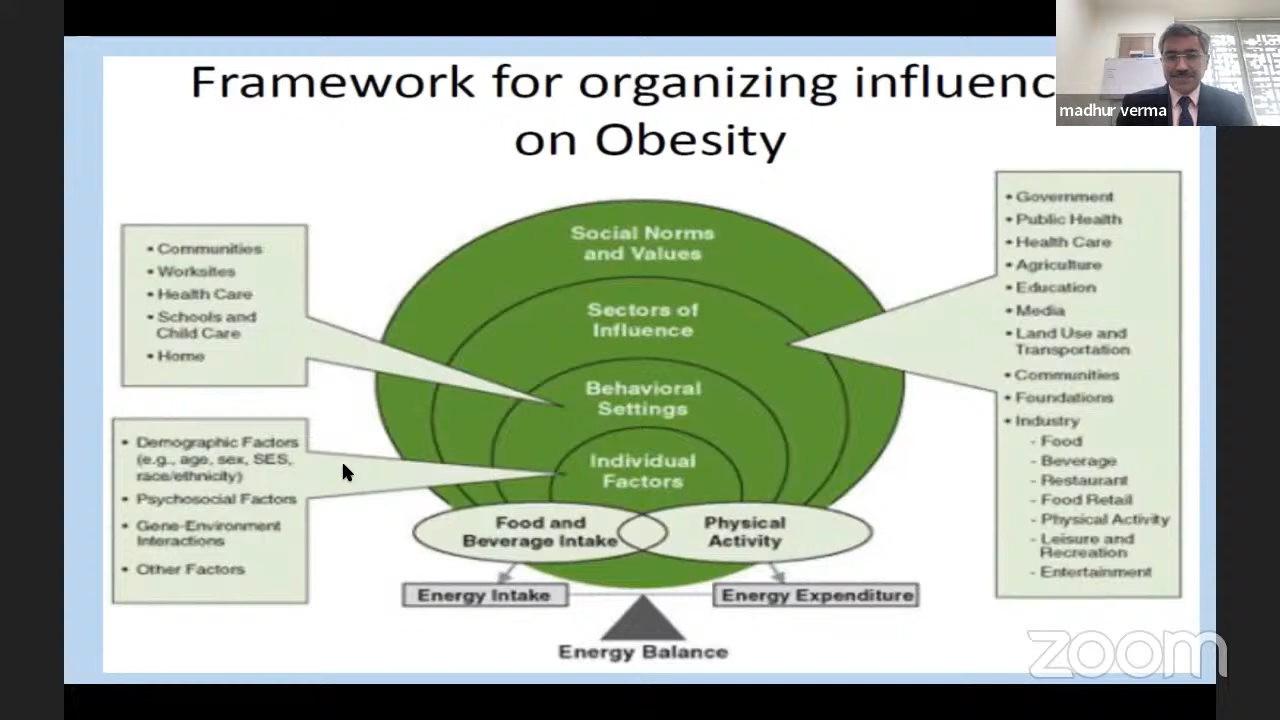 Framework for organizing influenc
on Obesity
madhur verma
• Communities
• Worksites
• Health Care
• Schools and
Child Care
• Home
• Demographic Factors
(e.g., age, sex, SES,
race/ethnicity)
• Psychosocial Factors
• Gene-Environment
Interactions
• Other Factors
Social Norms
and Values
Sectors of
Influence
Behavioral
Settings
Individual
Factors
Food and
Beverage Intake
Physical
Activity
Energy Intake
Energy Expenditure
Energy Balance
• Government
• Public Health
• Health Care
• Agriculture
• Education
• Media
• Land Use and
Transportation
• Communities
• Foundations
• Industry
- Food
- Beverage
- Restaurant
- Food Retail
- Physical Activity
- Leisure and
Recreation
- Entertainment
zoom